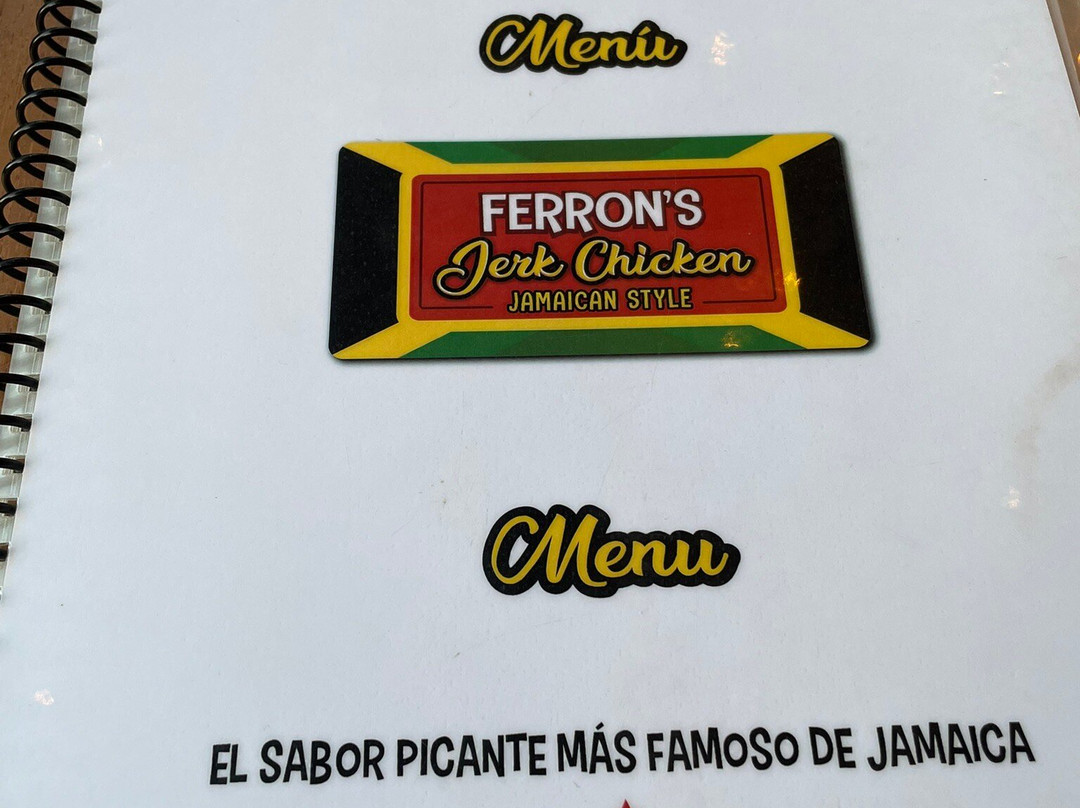 Menú
FERRON'S
Jerk Chicken
JAMAICAN STYLE
Menu
EL SABOR PICANTE MÁS FAMOSO DE JAMAICA